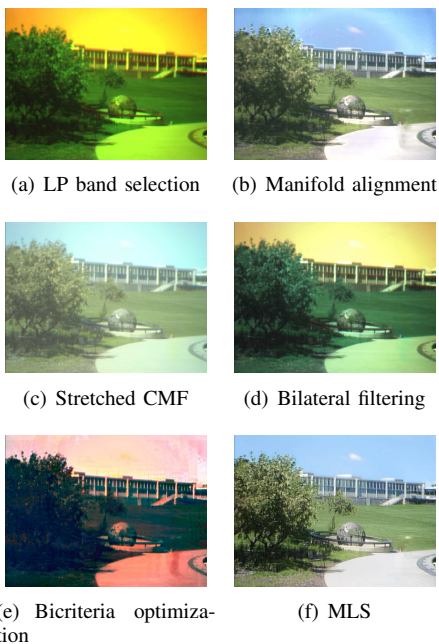 (a) LP band selection
(b) Manifold alignment
(c) Stretched CMF
(d) Bilateral filtering
(e) Bicriteria optimiza-
tion
(f) MLS